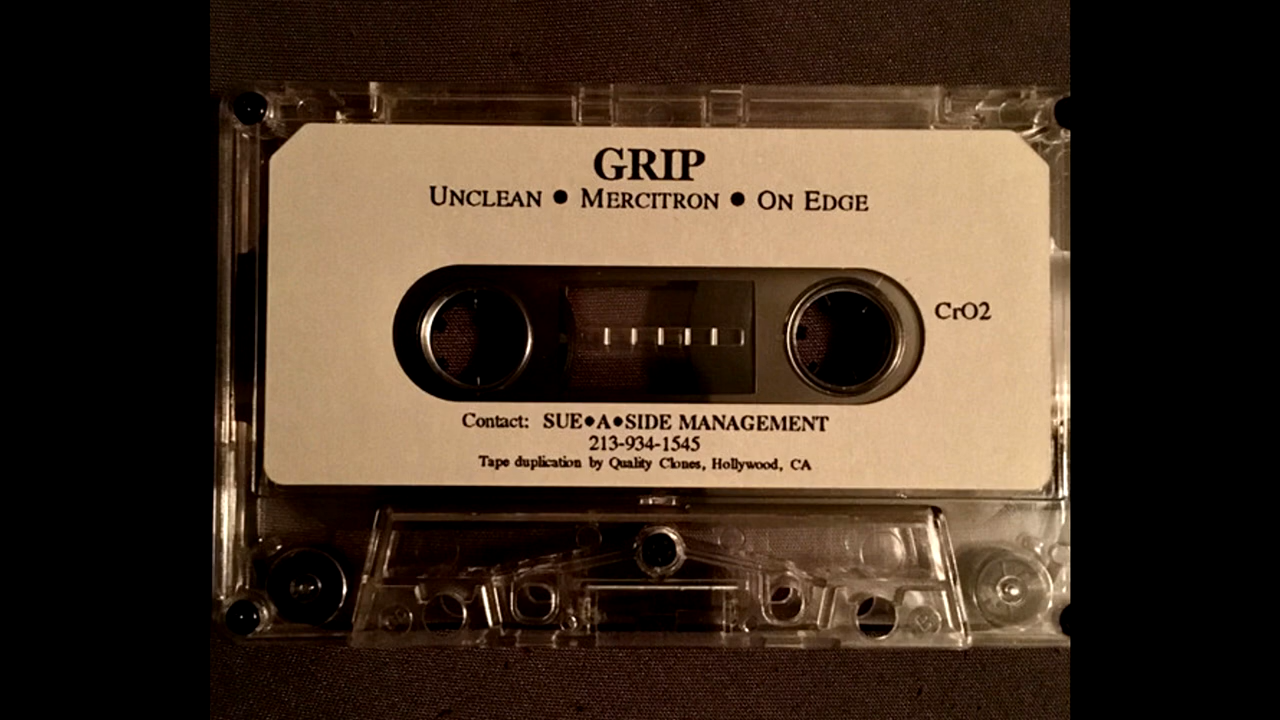 GRIP
UNCLEAN ● MERCITRON ● ON EDGE
CrO2
Contact: SUE●A●SIDE MANAGEMENT
213-934-1545
Tape duplication by Quality Clones, Hollywood, CA